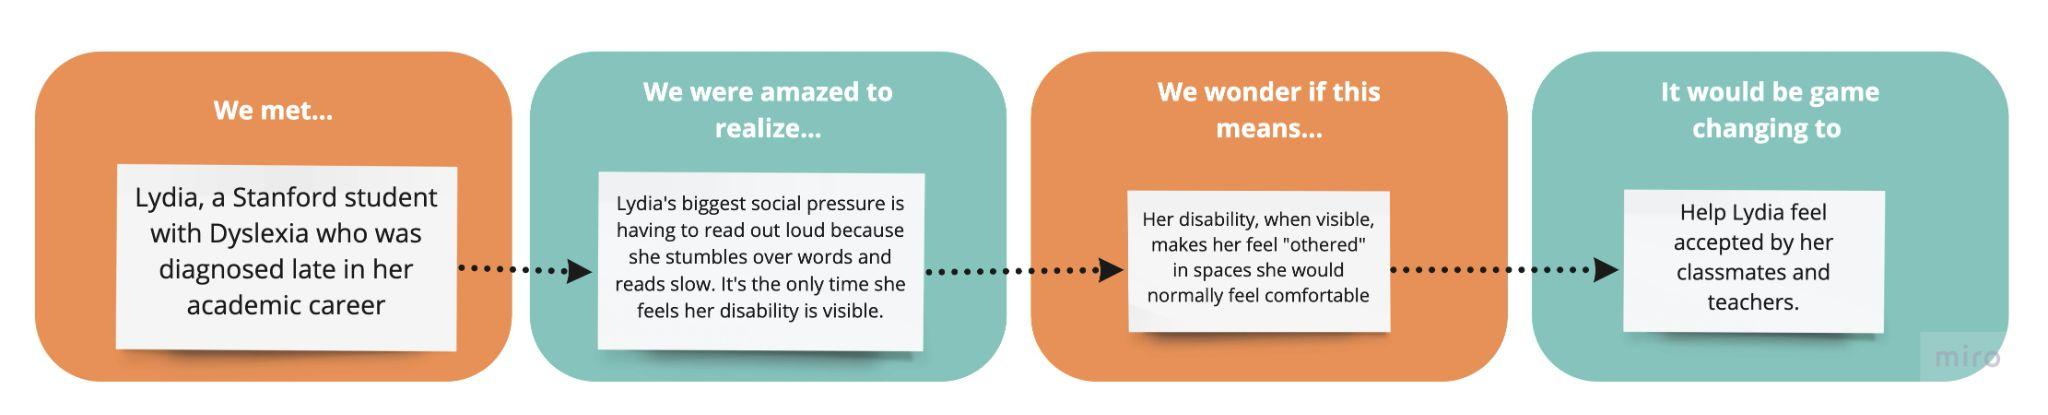 We met...
Lydia, a Stanford student
with Dyslexia who was
diagnosed late in her
academic career
We were amazed to
realize...
Lydia's biggest social pressure is
having to read out loud because
she stumbles over words and
reads slow. It's the only time she
feels her disability is visible.
We wonder if this
means...
Her disability, when visible,
makes her feel "othered"
in spaces she would
normally feel comfortable
It would be game
changing to
Help Lydia feel
accepted by her
classmates and
teachers.
miro